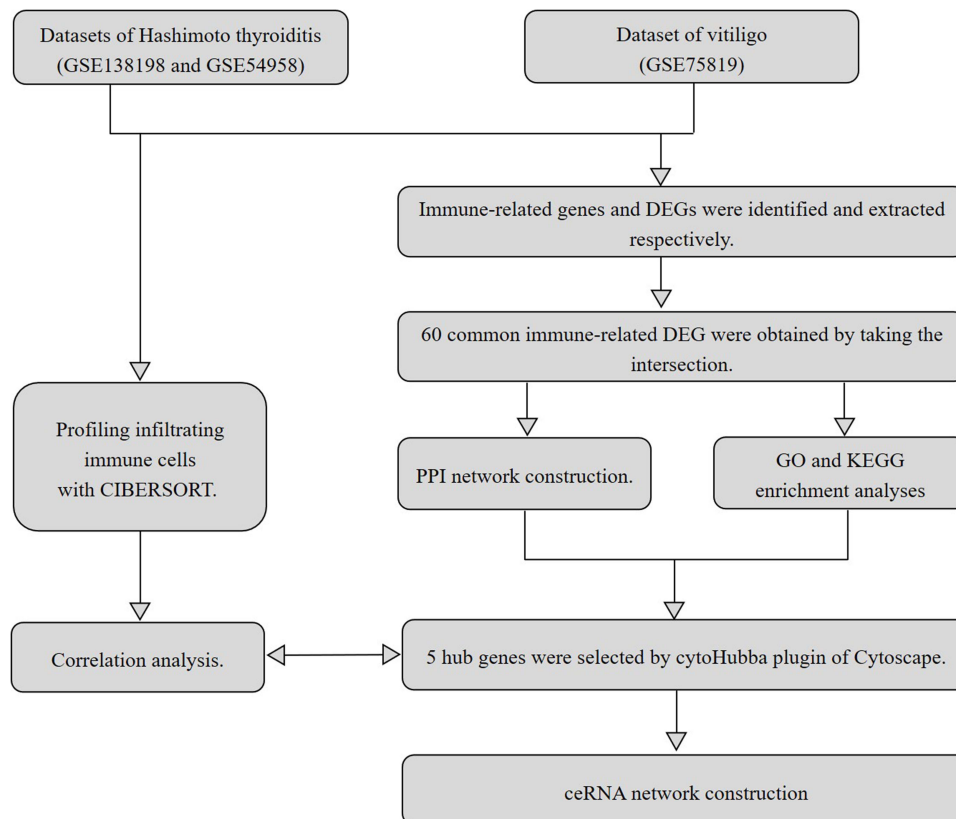 Datasets of Hashimoto thyroiditis
(GSE138198 and GSE54958)
Dataset of vitiligo
(GSE75819)
Immune-related genes and DEGs were identified and extracted
respectively.
60 common immune-related DEG were obtained by taking the
intersection.
Profiling infiltrating
immune cells
with CIBERSORT.
PPI network construction.
GO and KEGG
enrichment analyses
Correlation analysis.
5 hub genes were selected by cytoHubba plugin of Cytoscape.
ceRNA network construction